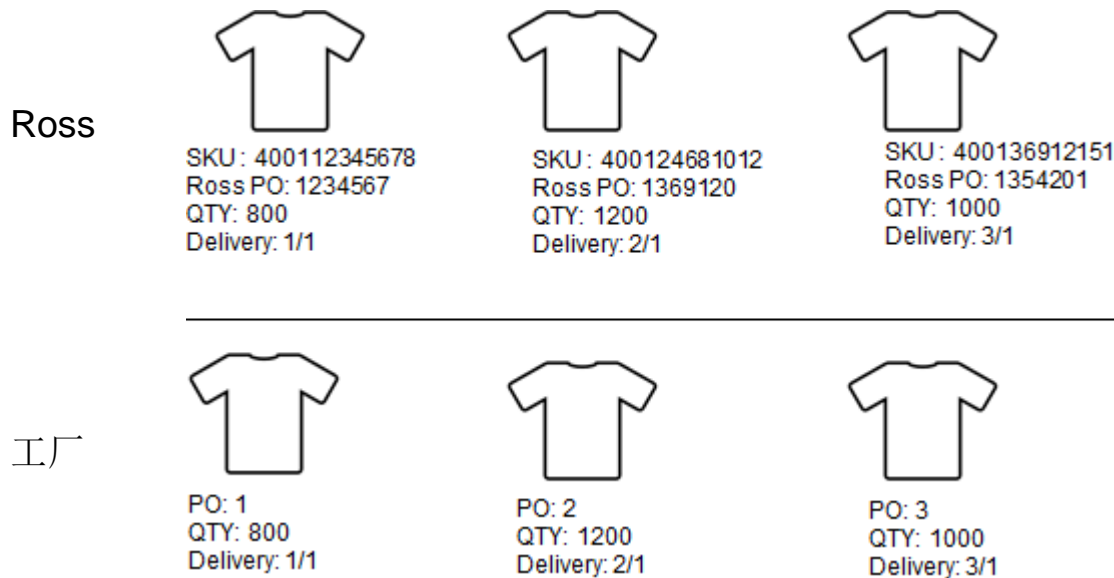 Ross
SKU: 400112345678
Ross PO: 1234567
QTY: 800
Delivery: 1/1
SKU: 400124681012
Ross PO: 1369120
QTY: 1200
Delivery: 2/1
SKU: 400136912151
Ross PO: 1354201
QTY: 1000
Delivery: 3/1
工厂
PO: 1
QTY: 800
Delivery: 1/1
PO: 2
QTY: 1200
Delivery: 2/1
PO: 3
QTY: 1000
Delivery: 3/1